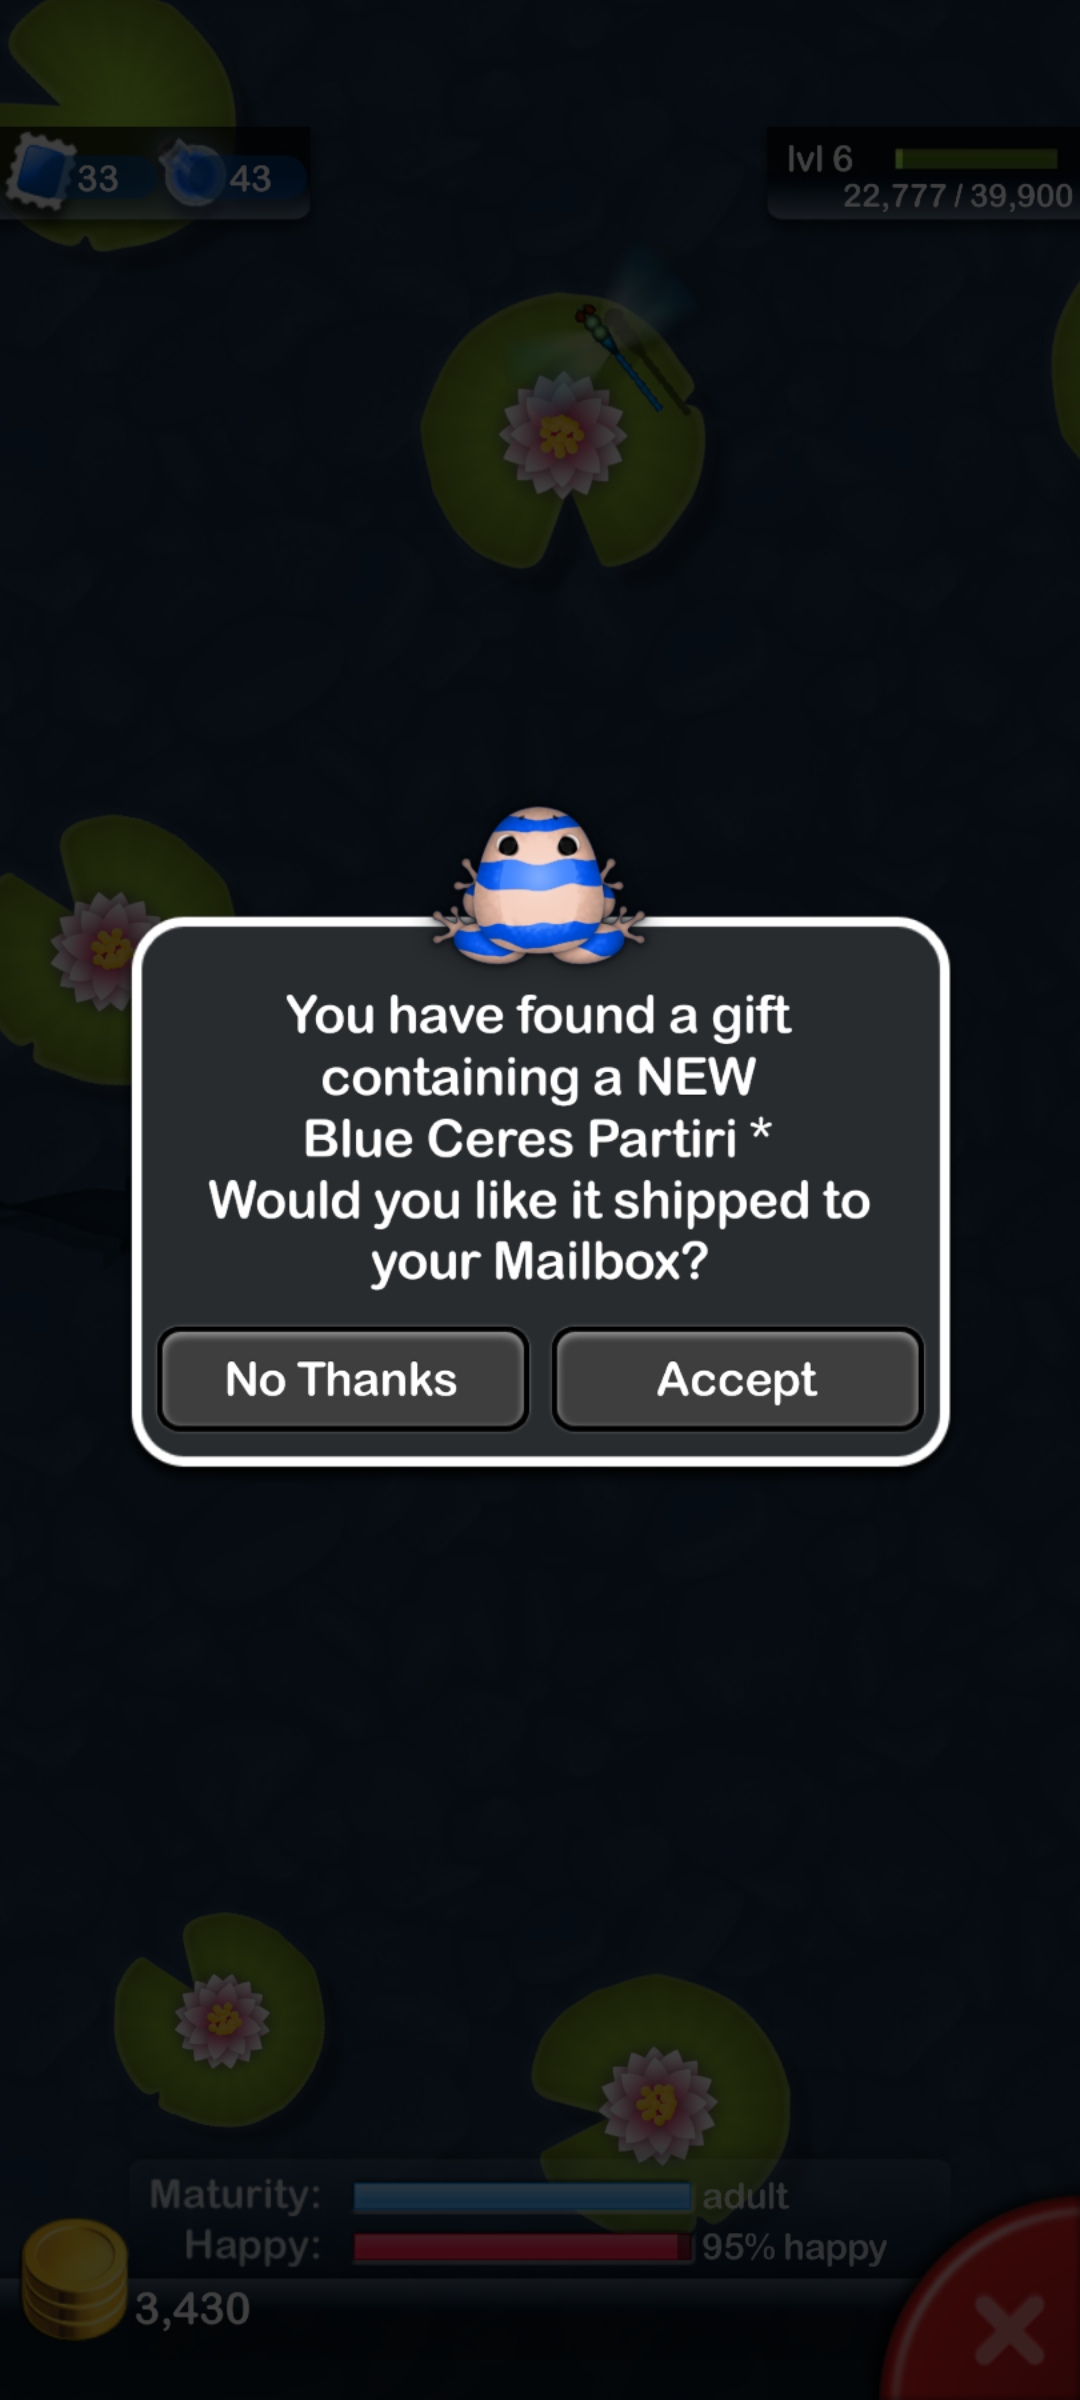 33
43
lvl 6
22,777 / 39,900
You have found a gift
containing a NEW
Blue Ceres Partiri *
Would you like it shipped to
your Mailbox?
No Thanks
Accept
Maturity:
adult
Happy:
95% happy
3,430